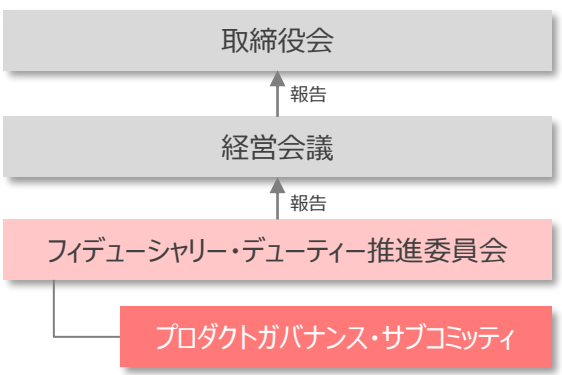 取締役会
報告
経営会議
報告
フィデューシャリー・デューティー推進委員会
プロダクトガバナンス・サブコミッティ